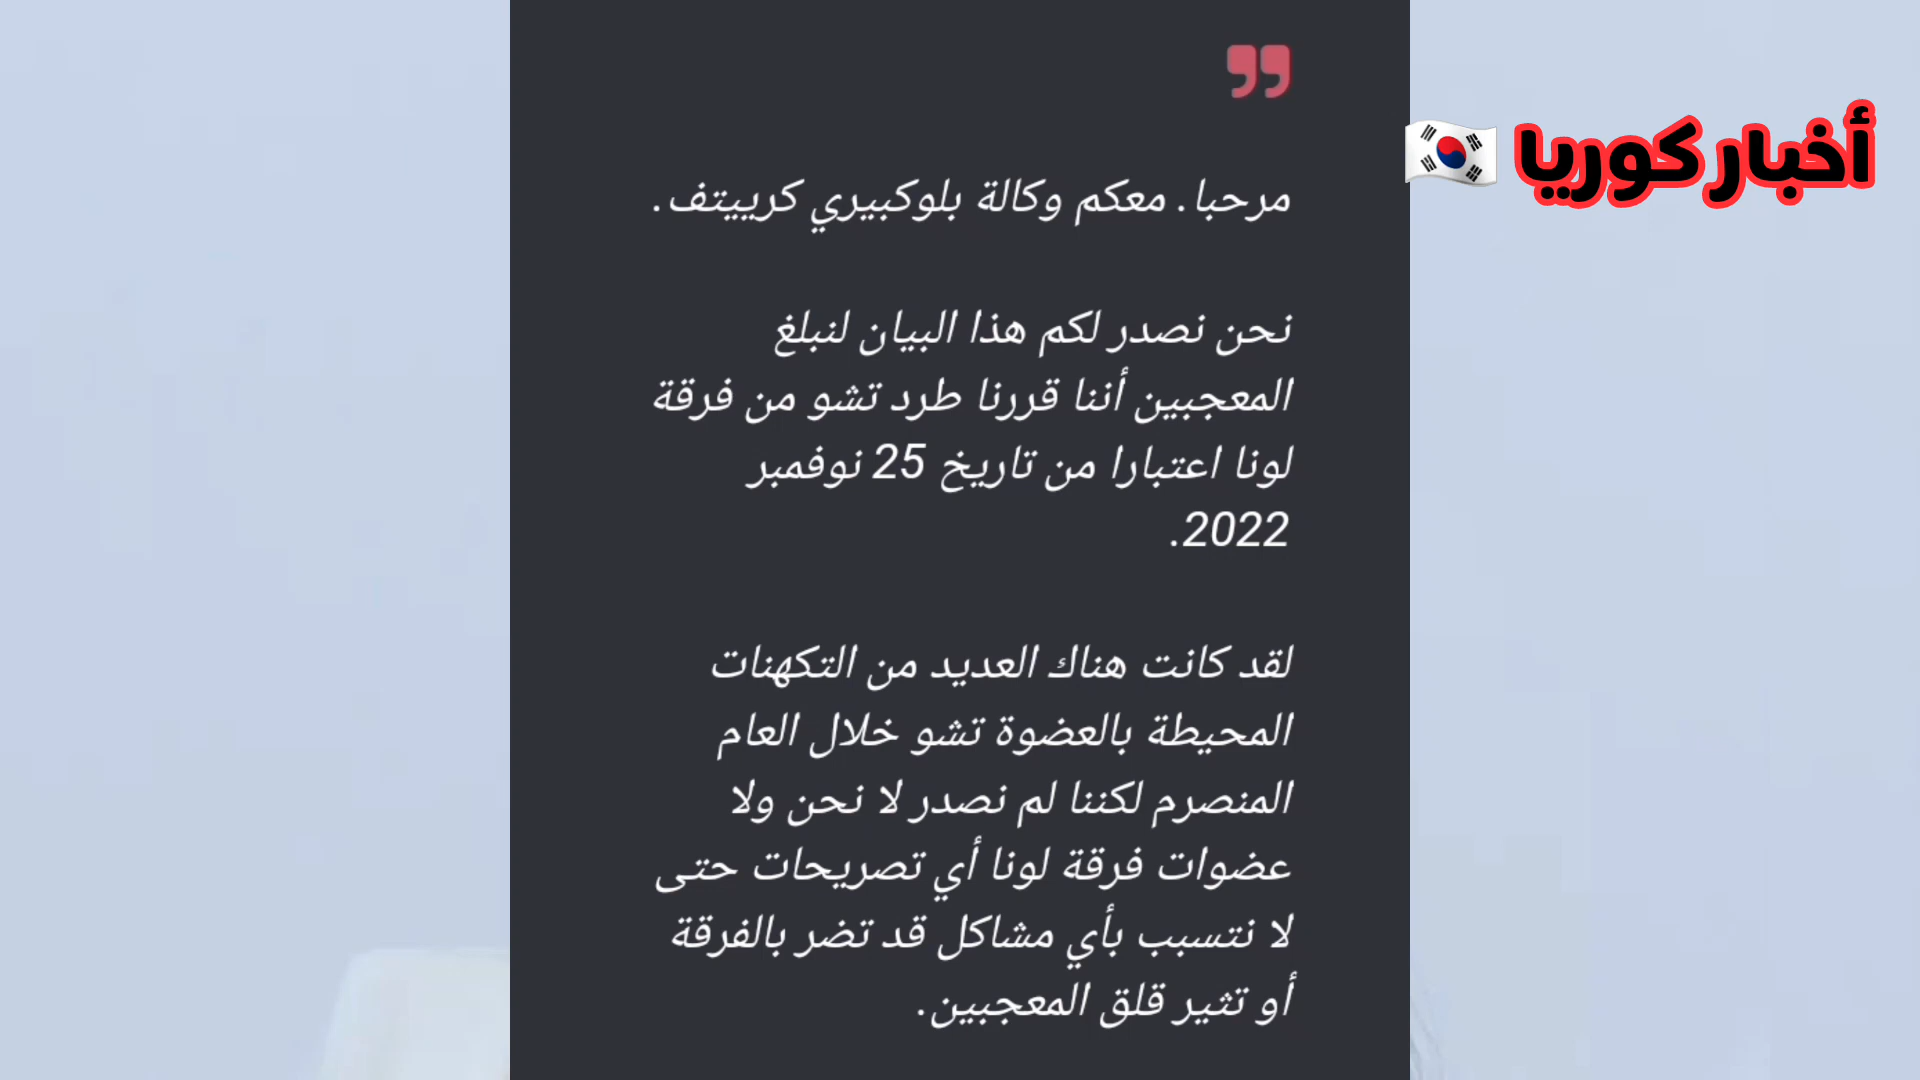 أخبار كوريا 🇰🇷
مرحبا. معكم وكالة بلوكبيري كرييتف.
نحن نصدر لكم هذا البيان لنبلغ
المعجبين أننا قررنا طرد تشو من فرقة
لونا اعتبارا من تاريخ 25 نوفمبر
2022.
لقد كانت هناك العديد من التكهنات
المحيطة بالعضوة تشو خلال العام
المنصرم لكننا لم نصدر لا نحن ولا
عضوات فرقة لونا أي تصريحات حتى
لا نتسبب بأي مشاكل قد تضر بالفرقة
أو تثير قلق المعجبين.